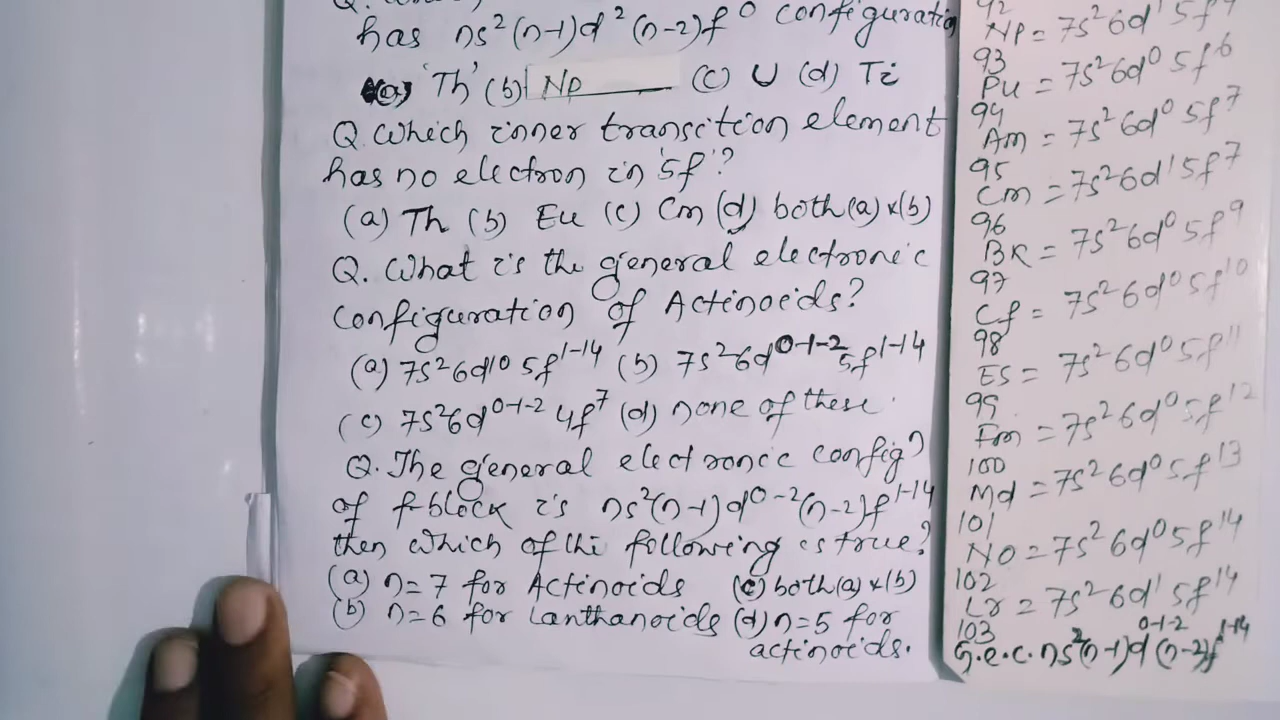 has ns²(n-1)d²(n-2)f⁰ configuration
(a) 'Th' (b) Np (c) U (d) Ti
Q. Which inner transition element
has no electron in '5f'?
(a) Th (b) Eu (c) Cm (d) both (a) & (b)
Q. What is the general electronic
configuration of Actinoids?
(a) 7s²6d¹⁰ 5f¹⁻¹⁴ (b) 7s²6d⁰⁻¹⁻²5f¹⁻¹⁴
(c) 7s²6d⁰⁻¹⁻² 4f⁷ (d) none of these.
Q. The general electronic config?
of f-block is ns²(n-1)d⁰⁻²(n-2)f¹⁻¹⁴
then which of the following is true?
(a) n=7 for Actinoids (c) both (a) & (b)
(b) n=6 for Lanthanoids (d) n=5 for
actinoids.
92
Np = 7s²6d¹5f⁴
93
Pu = 7s²6d⁰5f⁶
94
Am = 7s²6d⁰5f⁷
95
Cm = 7s²6d¹5f⁷
96
BK = 7s²6d⁰5f⁹
97
Cf = 7s²6d⁰5f¹⁰
98
ES = 7s²6d⁰5f¹¹
99
Fm = 7s²6d⁰5f¹²
100
Md = 7s²6d⁰5f¹³
101
NO = 7s²6d⁰5f¹⁴
102
Lr = 7s²6d¹5f¹⁴
103
G.e.c. ns²(n-1)d⁰⁻¹⁻²(n-2)f¹⁻¹⁴